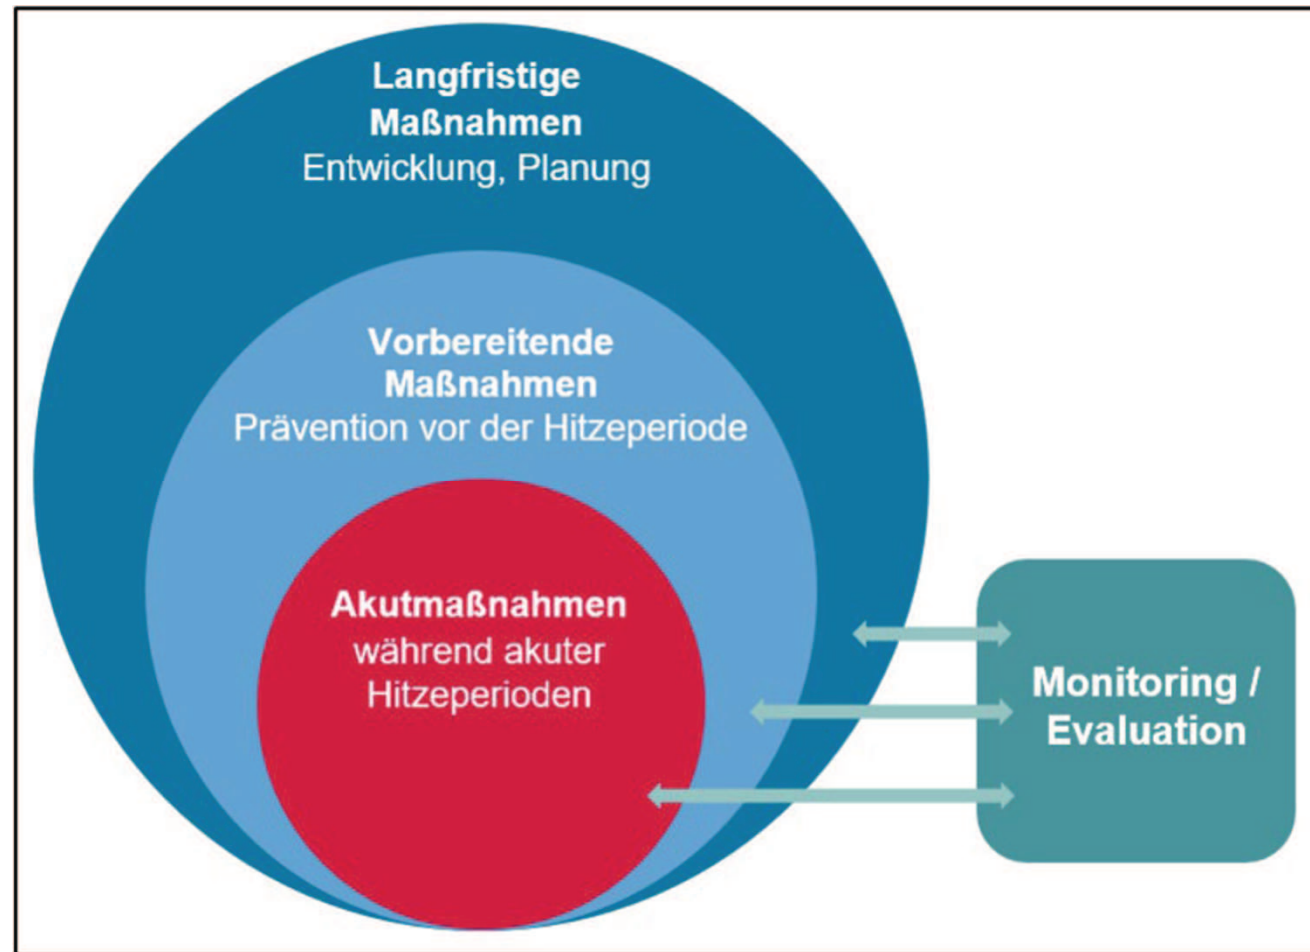 Langfristige
Maßnahmen
Entwicklung, Planung
Vorbereitende
Maßnahmen
Prävention vor der Hitzeperiode
Akutmaßnahmen
während akuter
Hitzeperioden
Monitoring /
Evaluation